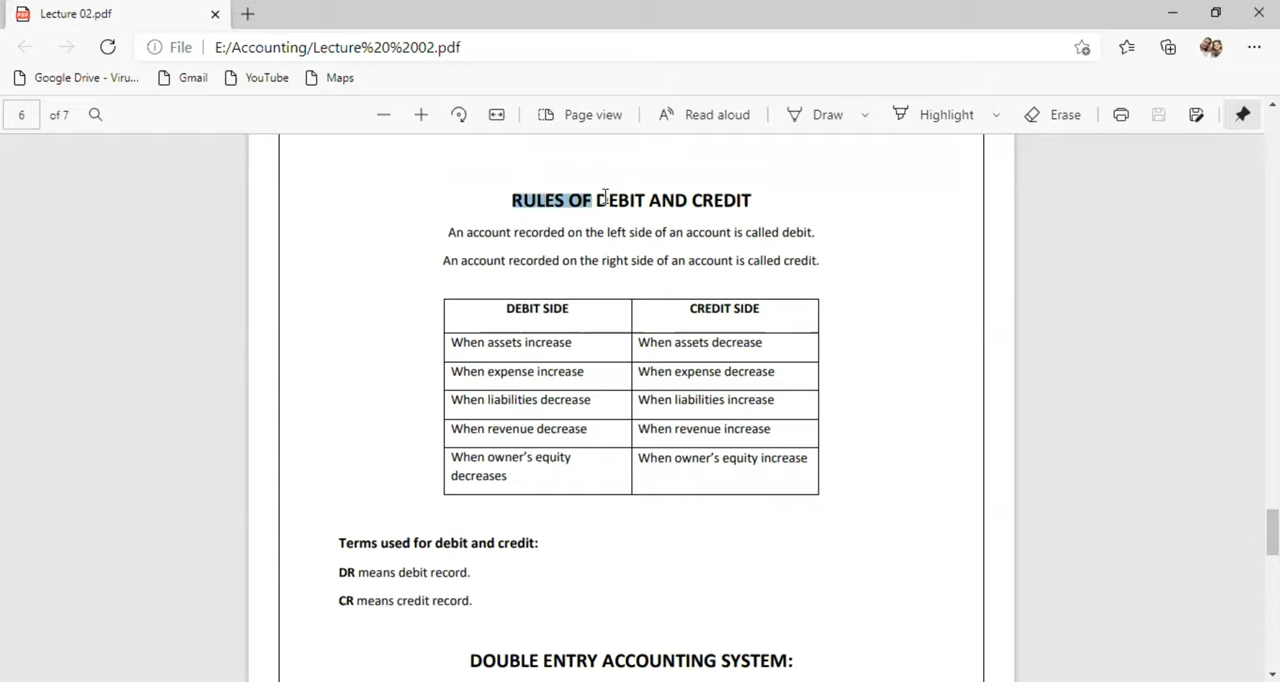 Lecture 02.pdf
File E:/Accounting/Lecture%20%2002.pdf
Google Drive - Viru... Gmail YouTube Maps
6 of 7 Page view Read aloud Draw Highlight Erase
RULES OF DEBIT AND CREDIT
An account recorded on the left side of an account is called debit.
An account recorded on the right side of an account is called credit.
DEBIT SIDE CREDIT SIDE
When assets increase When assets decrease
When expense increase When expense decrease
When liabilities decrease When liabilities increase
When revenue decrease When revenue increase
When owner's equity When owner's equity increase
decreases
Terms used for debit and credit:
DR means debit record.
CR means credit record.
DOUBLE ENTRY ACCOUNTING SYSTEM: